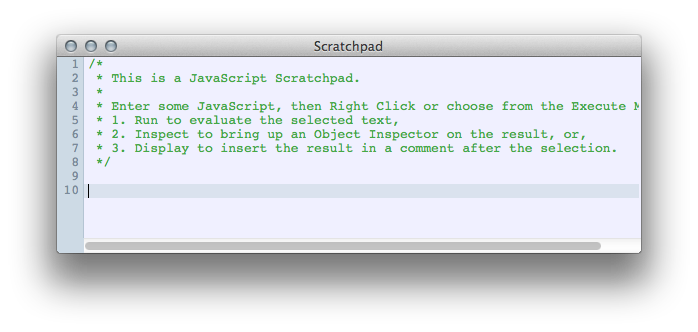 Scratchpad
1 /*
2  * This is a JavaScript Scratchpad.
3  *
4  * Enter some JavaScript, then Right Click or choose from the Execute
5  * 1. Run to evaluate the selected text,
6  * 2. Inspect to bring up an Object Inspector on the result, or,
7  * 3. Display to insert the result in a comment after the selection.
8  */
9
10